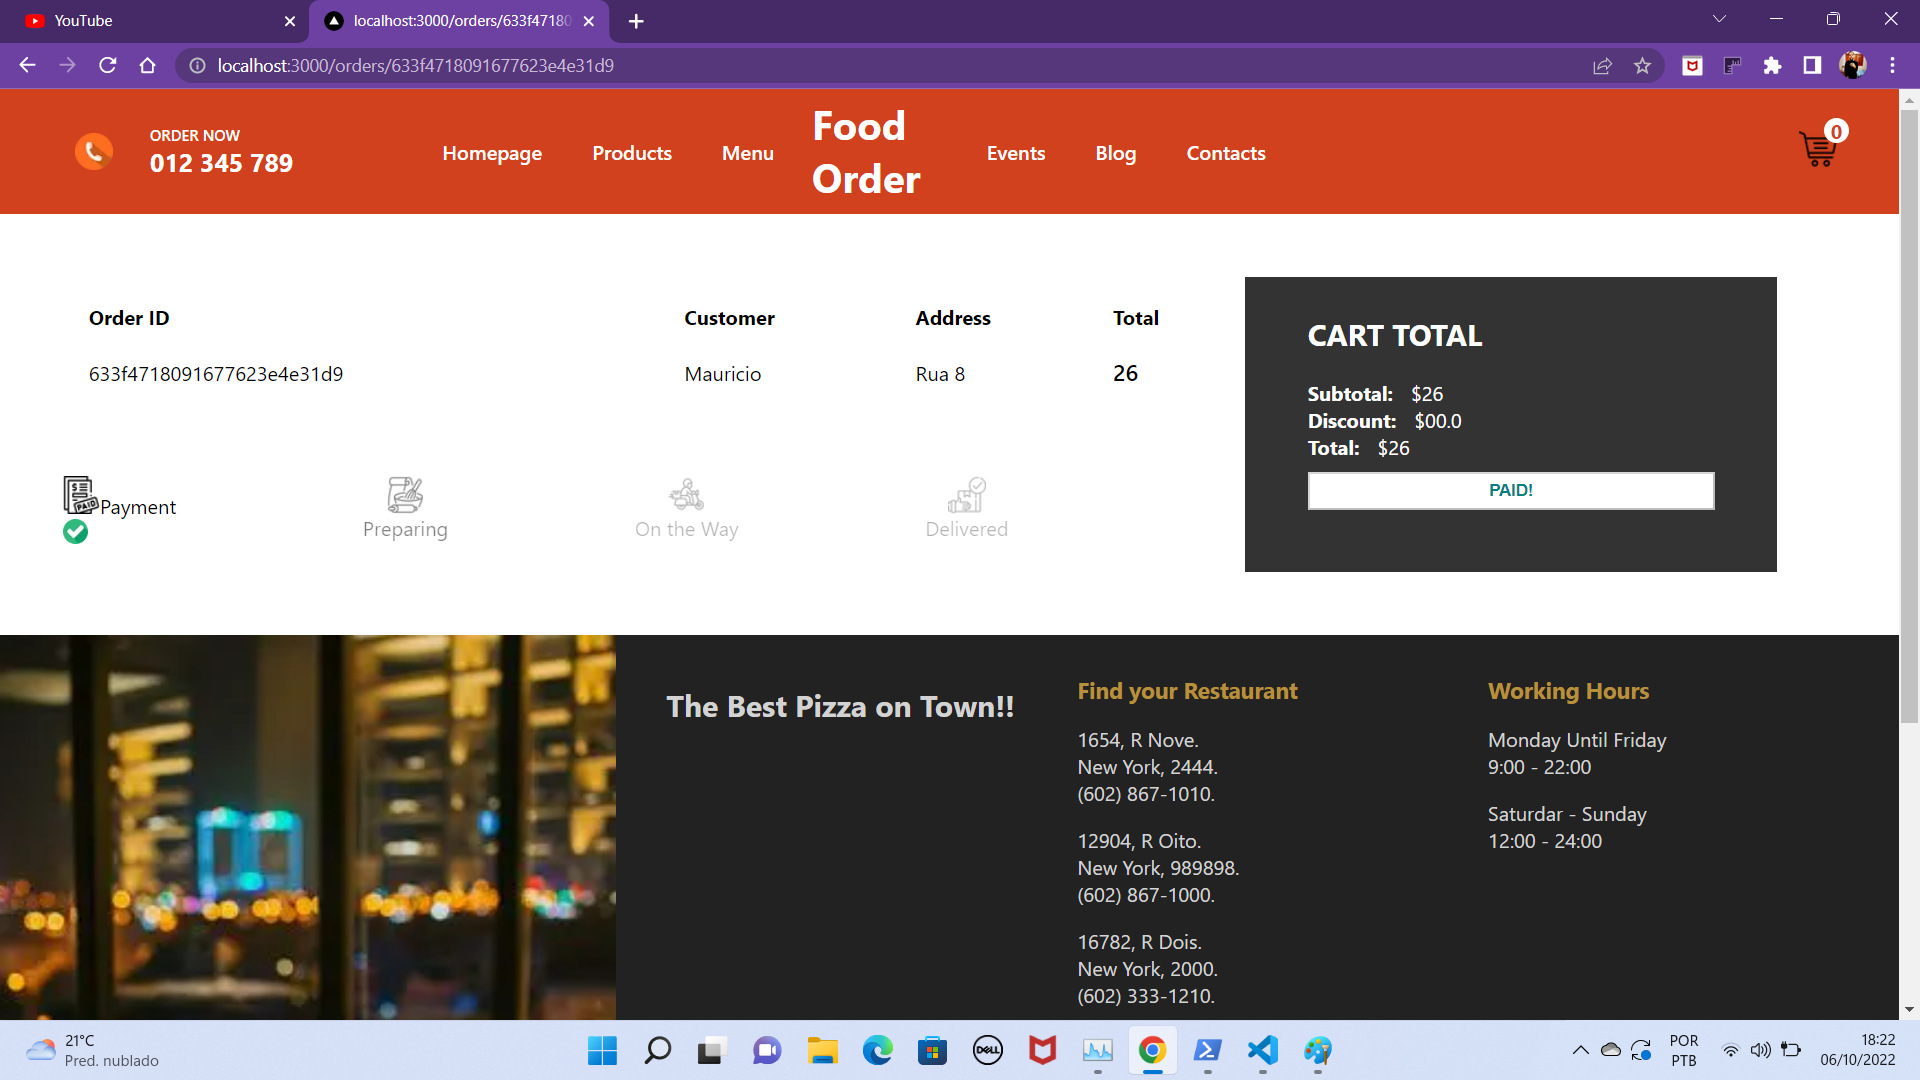 YouTube
localhost:3000/orders/633f47180
localhost:3000/orders/633f4718091677623e4e31d9
ORDER NOW
012 345 789
Homepage
Products
Menu
Food
Order
Events
Blog
Contacts
0
Order ID
Customer
Address
Total
633f4718091677623e4e31d9
Mauricio
Rua 8
26
CART TOTAL
Subtotal: $26
Discount: $00.0
Total: $26
PAID!
PAID
Payment
Preparing
On the Way
Delivered
The Best Pizza on Town!!
Find your Restaurant
1654, R Nove.
New York, 2444.
(602) 867-1010.
12904, R Oito.
New York, 989898.
(602) 867-1000.
16782, R Dois.
New York, 2000.
(602) 333-1210.
Working Hours
Monday Until Friday
9:00 - 22:00
Saturdar - Sunday
12:00 - 24:00
21°C
Pred. nublado
DELL
POR
PTB
18:22
06/10/2022